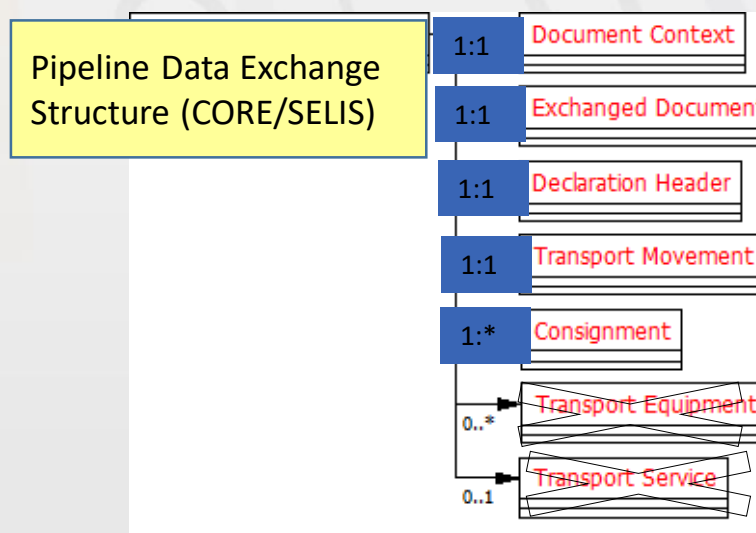 Pipeline Data Exchange
Structure (CORE/SELIS)
1:1
Document Context
1:1
Exchanged Documen
1:1
Declaration Header
1:1
Transport Movement
1:*
Consignment
0..*
Transport Equipment
0..1
Transport Service